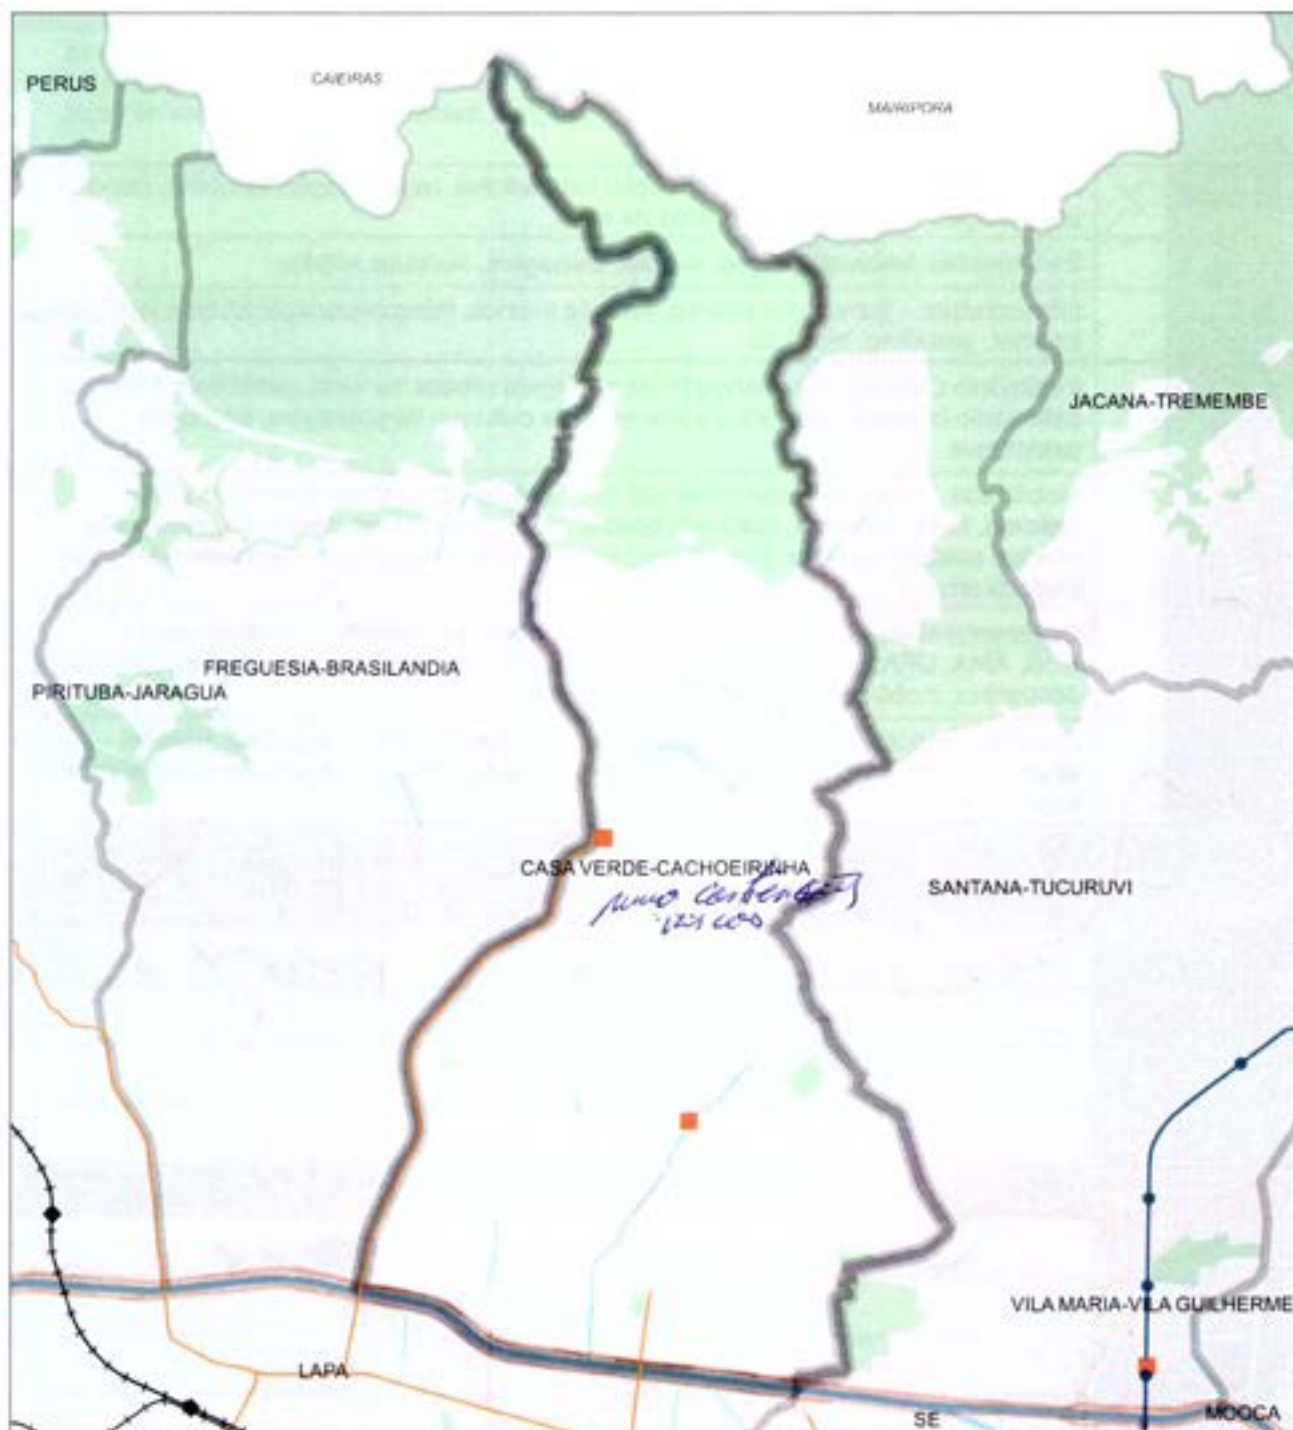 PERUS
CAIEIRAS
MAIRIPORA
JACANA-TREMEMBE
FREGUESIA-BRASILANDIA
PIRITUBA-JARAGUA
CASA VERDE-CACHOEIRINHA
SANTANA-TUCURUVI
VILA MARIA-VILA GUILHERME
LAPA
SE
MOOCA